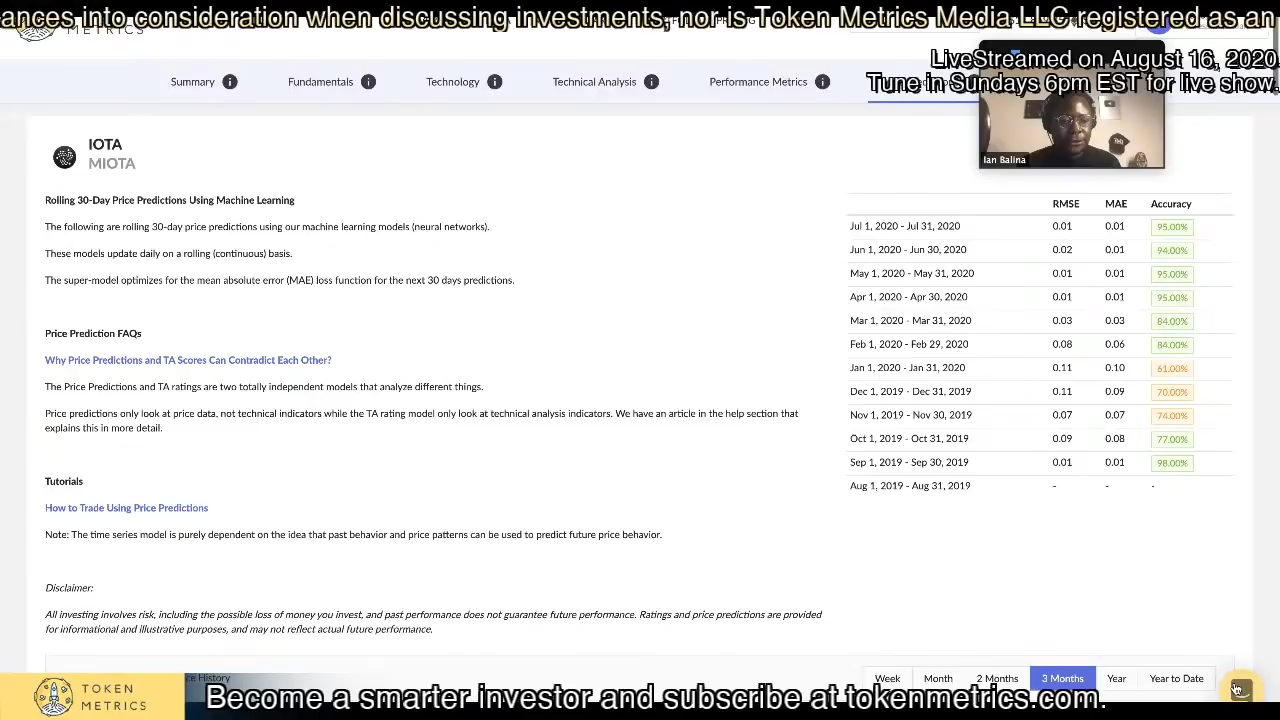 ances into consideration when discussing investments, nor is Token Metrics Media LLC registered as an
METRICS
LiveStreamed on August 16, 2020.
Tune in Sundays 6pm EST for live show.
Summary
Fundamentals
Technology
Technical Analysis
Performance Metrics
Ian Balina
IOTA
MIOTA
Rolling 30-Day Price Predictions Using Machine Learning
The following are rolling 30-day price predictions using our machine learning models (neural networks).
These models update daily on a rolling (continuous) basis.
The super-model optimizes for the mean absolute error (MAE) loss function for the next 30 days predictions.
Price Prediction FAQs
Why Price Predictions and TA Scores Can Contradict Each Other?
The Price Predictions and TA ratings are two totally independent models that analyze different things.
Price predictions only look at price data, not technical indicators while the TA rating model only look at technical analysis indicators. We have an article in the help section that
explains this in more detail.
Tutorials
How to Trade Using Price Predictions
Note: The time series model is purely dependent on the idea that past behavior and price patterns can be used to predict future price behavior.
Disclaimer:
All investing involves risk, including the possible loss of money you invest, and past performance does not guarantee future performance. Ratings and price predictions are provided
for informational and illustrative purposes, and may not reflect actual future performance.
RMSE MAE Accuracy
Jul 1, 2020 - Jul 31, 2020 0.01 0.01 95.00%
Jun 1, 2020 - Jun 30, 2020 0.02 0.01 94.00%
May 1, 2020 - May 31, 2020 0.01 0.01 95.00%
Apr 1, 2020 - Apr 30, 2020 0.01 0.01 95.00%
Mar 1, 2020 - Mar 31, 2020 0.03 0.03 84.00%
Feb 1, 2020 - Feb 29, 2020 0.08 0.06 84.00%
Jan 1, 2020 - Jan 31, 2020 0.11 0.10 61.00%
Dec 1, 2019 - Dec 31, 2019 0.11 0.09 70.00%
Nov 1, 2019 - Nov 30, 2019 0.07 0.07 74.00%
Oct 1, 2019 - Oct 31, 2019 0.09 0.08 77.00%
Sep 1, 2019 - Sep 30, 2019 0.01 0.01 98.00%
Aug 1, 2019 - Aug 31, 2019 - - -
ce History
Week Month 2 Months 3 Months Year Year to Date
TOKEN
METRICS
Become a smarter investor and subscribe at tokenmetrics.com.